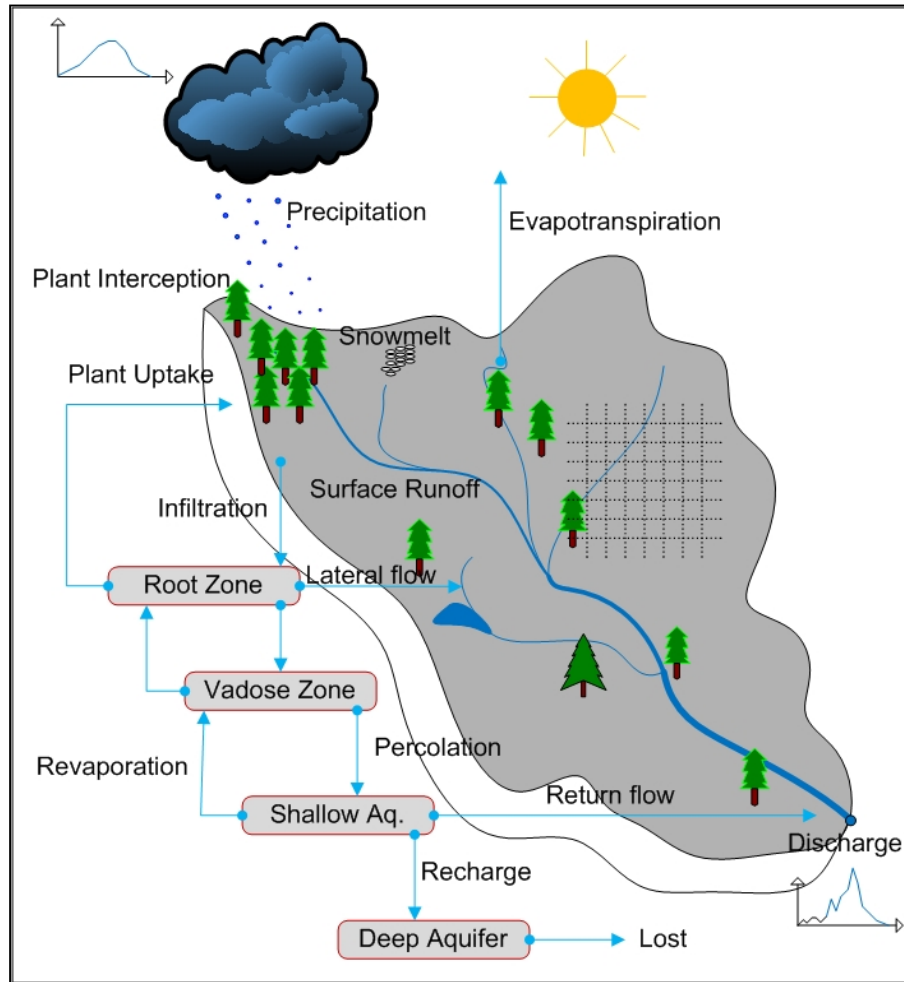 Precipitation
Evapotranspiration
Plant Interception
Snowmelt
Plant Uptake
Surface Runoff
Infiltration
Root Zone
Lateral flow
Vadose Zone
Percolation
Revaporation
Return flow
Shallow Aq.
Discharge
Recharge
Deep Aquifer
Lost